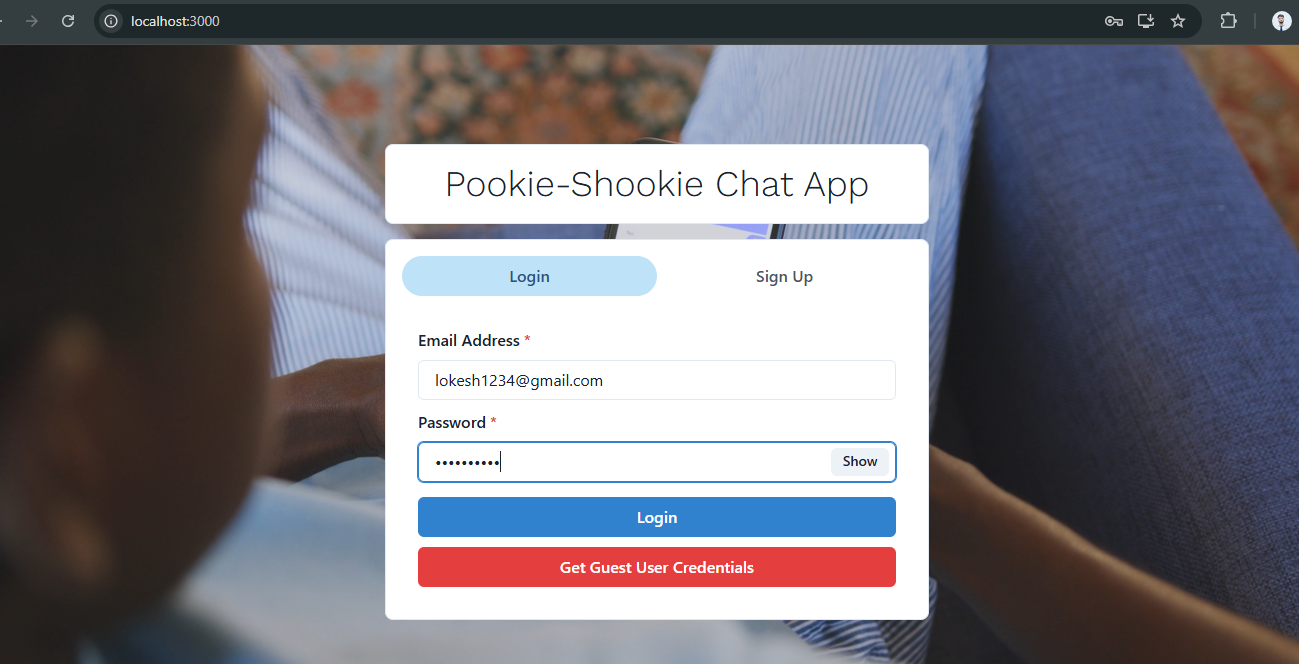 localhost:3000
Pookie-Shookie Chat App
Login Sign Up
Email Address *
lokesh1234@gmail.com
Password *
•••••••••• Show
Login
Get Guest User Credentials